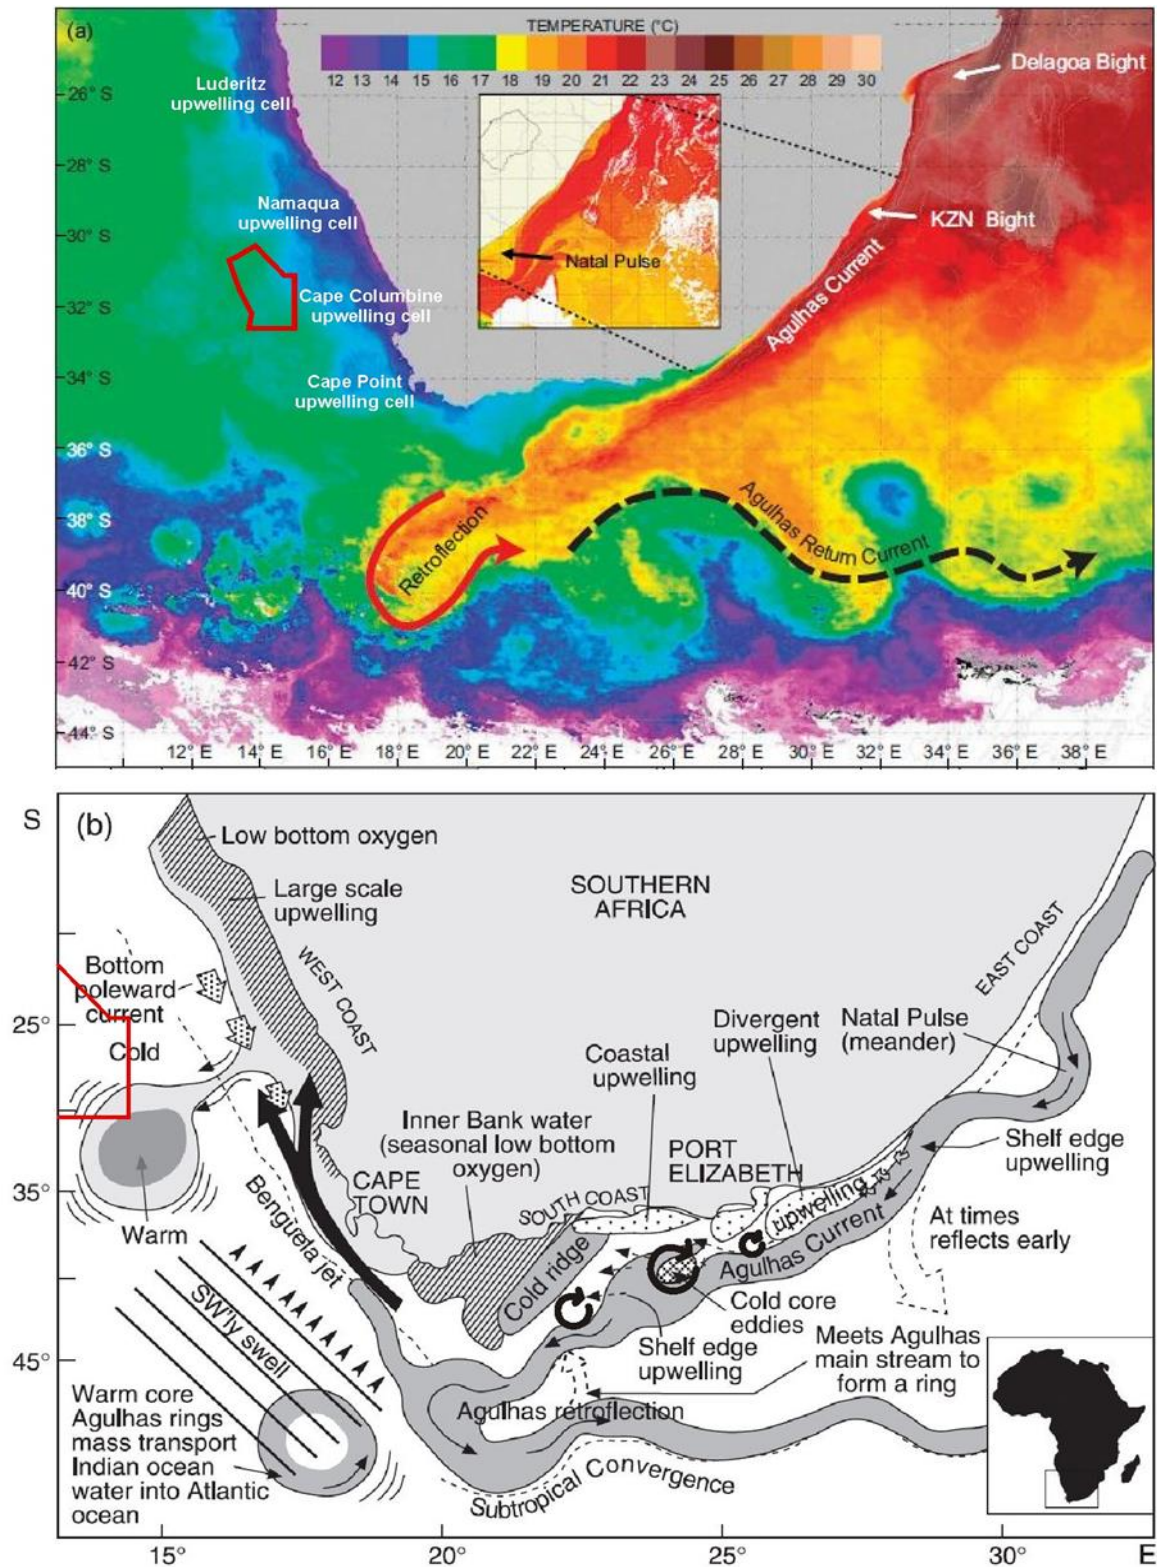 (a)
TEMPERATURE (°C)
12 13 14 15 16 17 18 19 20 21 22 23 24 25 26 27 28 29 30
Luderitz
upwelling cell
Delagoa Bight
26° S
28° S
Namaqua
upwelling cell
30° S
KZN Bight
Natal Pulse
Agulhas Current
Cape Columbine
upwelling cell
32° S
34° S
Cape Point
upwelling cell
36° S
38° S
Retroflection
Agulhas Return Current
40° S
42° S
44° S
12° E 14° E 16° E 18° E 20° E 22° E 24° E 26° E 28° E 30° E 32° E 34° E 36° E 38° E
S
(b)
Low bottom oxygen
Large scale
upwelling
SOUTHERN
AFRICA
WEST COAST
EAST COAST
Bottom
poleward
current
Cold
25°
Divergent
upwelling
Natal Pulse
(meander)
Coastal
upwelling
Inner Bank water
(seasonal low bottom
oxygen)
PORT
ELIZABETH
Shelf edge
upwelling
CAPE
TOWN
SOUTH COAST
upwelling
35°
Warm
Benguela jet
Agulhas Current
At times
reflects early
Cold ridge
Cold core
eddies
SW'ly swell
Shelf edge
upwelling
Meets Agulhas
main stream to
form a ring
45°
Warm core
Agulhas rings
mass transport
Indian ocean
water into Atlantic
ocean
Agulhas retroflection
Subtropical Convergence
15° 20° 25° 30° E